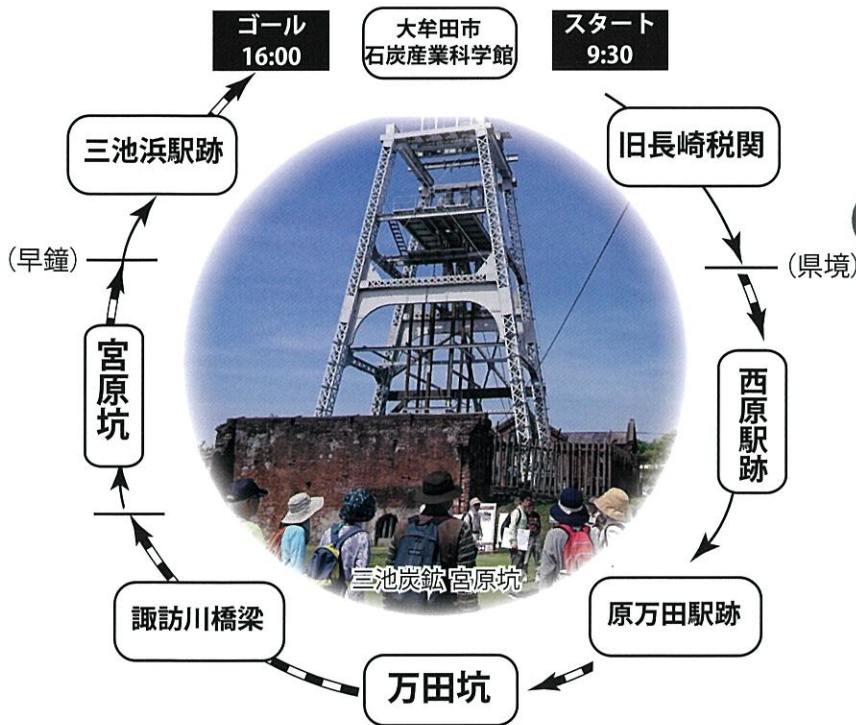 ゴール
16:00
大牟田市
石炭産業科学館
スタート
9:30
旧長崎税関
(県境)
西原駅跡
原万田駅跡
万田坑
諏訪川橋梁
宮原坑
(早鐘)
三池浜駅跡
三池炭鉱 宮原坑